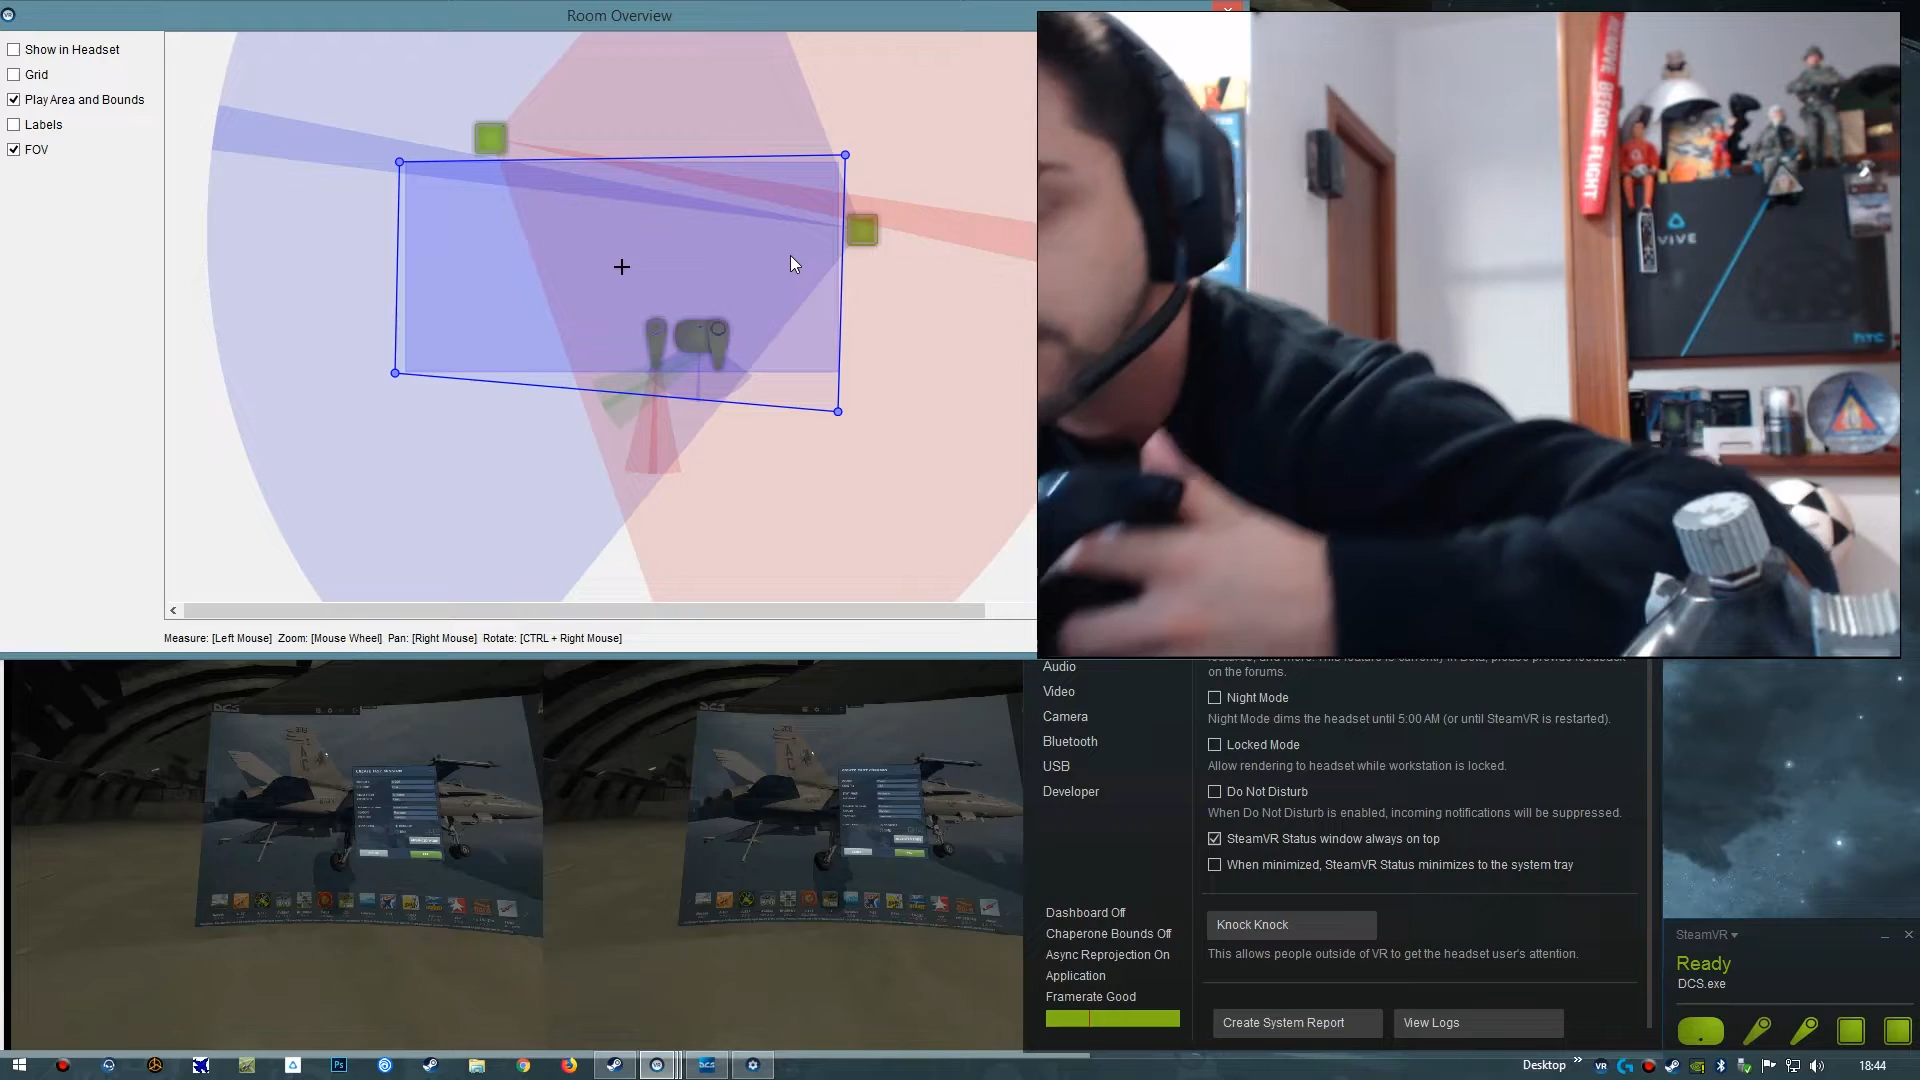 Room Overview
Show in Headset
Grid
Play Area and Bounds
Labels
FOV
Measure: [Left Mouse] Zoom: [Mouse Wheel] Pan: [Right Mouse] Rotate: [CTRL + Right Mouse]
REMOVE BEFORE FLIGHT
VIVE
htc
Audio
Video
Camera
Bluetooth
USB
Developer
Dashboard Off
Chaperone Bounds Off
Async Reprojection On
Application
Framerate Good
on the forums.
Night Mode
Night Mode dims the headset until 5:00 AM (or until SteamVR is restarted).
Locked Mode
Allow rendering to headset while workstation is locked.
Do Not Disturb
When Do Not Disturb is enabled, incoming notifications will be suppressed.
SteamVR Status window always on top
When minimized, SteamVR Status minimizes to the system tray
Knock Knock
This allows people outside of VR to get the headset user's attention.
Create System Report
View Logs
SteamVR
Ready
DCS.exe
Ps
DCS
Desktop
VR
18:44